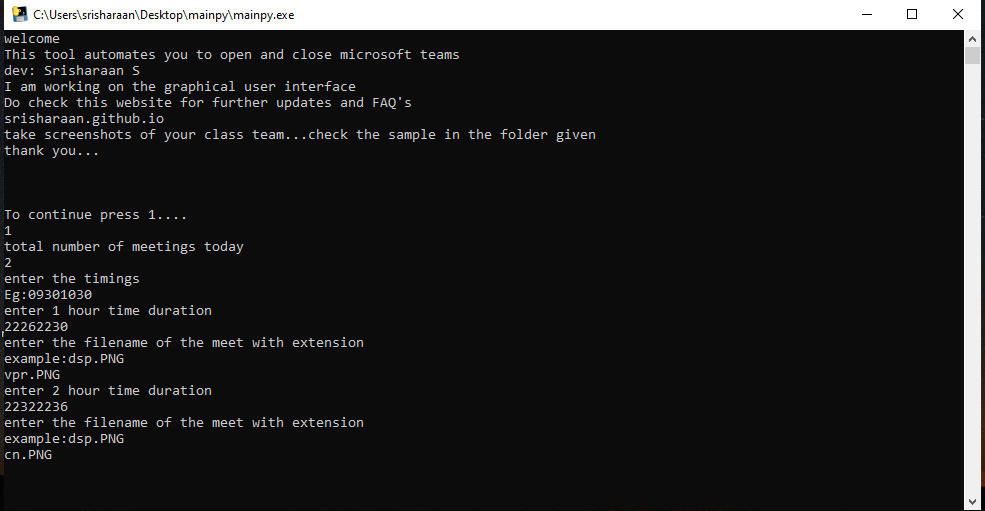 C:\Users\srisharaan\Desktop\mainpy\mainpy.exe
welcome
This tool automates you to open and close microsoft teams
dev: Srisharaan S
I am working on the graphical user interface
Do check this website for further updates and FAQ's
srisharaan.github.io
take screenshots of your class team...check the sample in the folder given
thank you...
To continue press 1....
1
total number of meetings today
2
enter the timings
Eg:09301030
enter 1 hour time duration
22262230
enter the filename of the meet with extension
example:dsp.PNG
vpr.PNG
enter 2 hour time duration
22322236
enter the filename of the meet with extension
example:dsp.PNG
cn.PNG